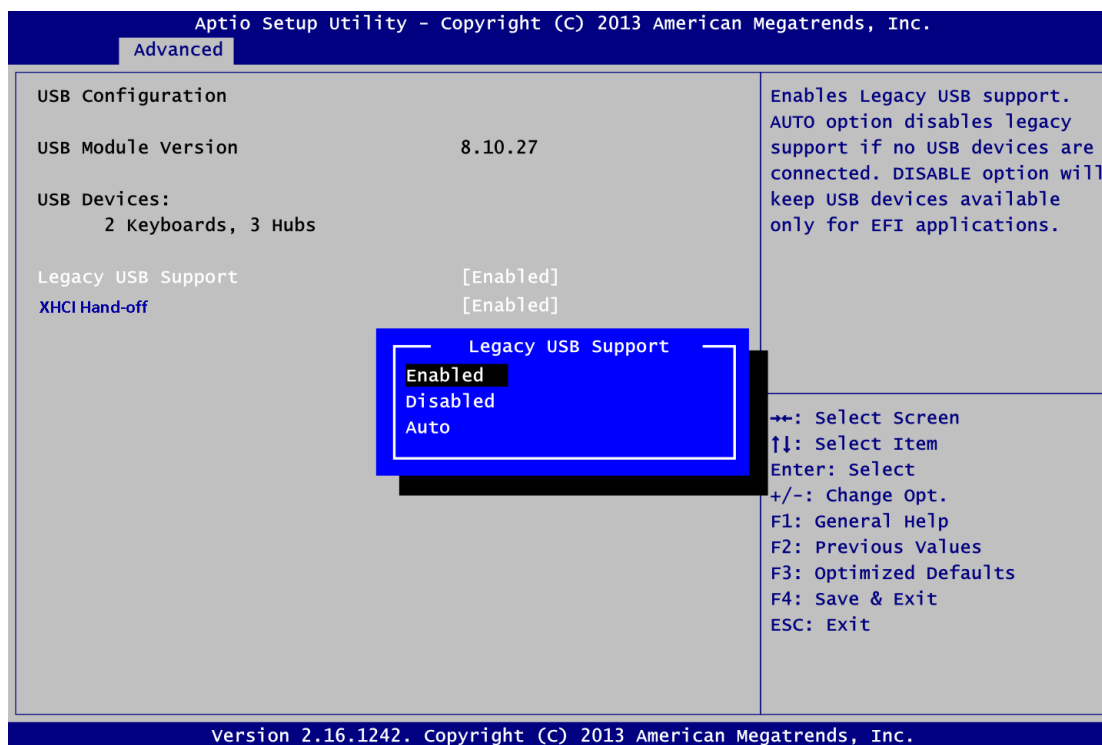 Aptio Setup Utility - Copyright (C) 2013 American Megatrends, Inc.
Advanced
USB Configuration
USB Module Version 8.10.27
USB Devices:
2 Keyboards, 3 Hubs
Legacy USB Support [Enabled]
XHCI Hand-off [Enabled]
Legacy USB Support
Enabled
Disabled
Auto
Enables Legacy USB support.
AUTO option disables legacy
support if no USB devices are
connected. DISABLE option will
keep USB devices available
only for EFI applications.
→←: Select Screen
↑↓: Select Item
Enter: Select
+/-: Change Opt.
F1: General Help
F2: Previous Values
F3: Optimized Defaults
F4: Save & Exit
ESC: Exit
Version 2.16.1242. Copyright (C) 2013 American Megatrends, Inc.